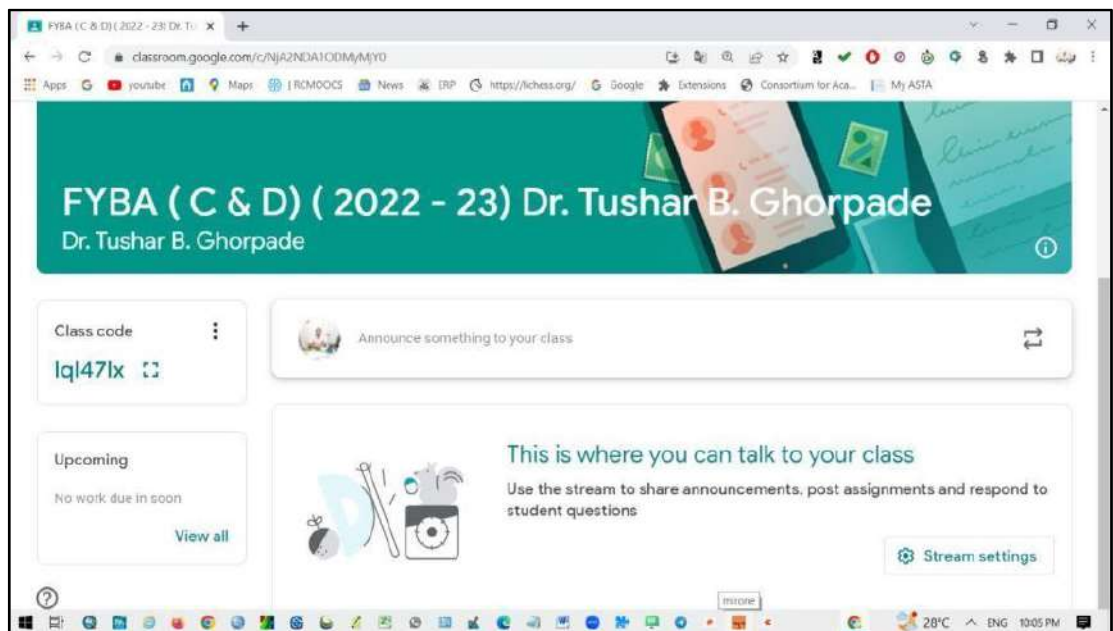 FYBA (C & D) ( 2022 - 23) Dr. Tu
classroom.google.com/c/NjA2NDA1ODMyMjY0
Apps G youtube Maps | RCMOOCS News ERP https://lichess.org/ Google Extensions Consortium for Aca... My ASTA
FYBA ( C & D) ( 2022 - 23) Dr. Tushar B. Ghorpade
Dr. Tushar B. Ghorpade
Class code
lql47lx
Announce something to your class
Upcoming
No work due in soon
View all
This is where you can talk to your class
Use the stream to share announcements, post assignments and respond to
student questions
Stream settings
28°C ENG 10:05 PM